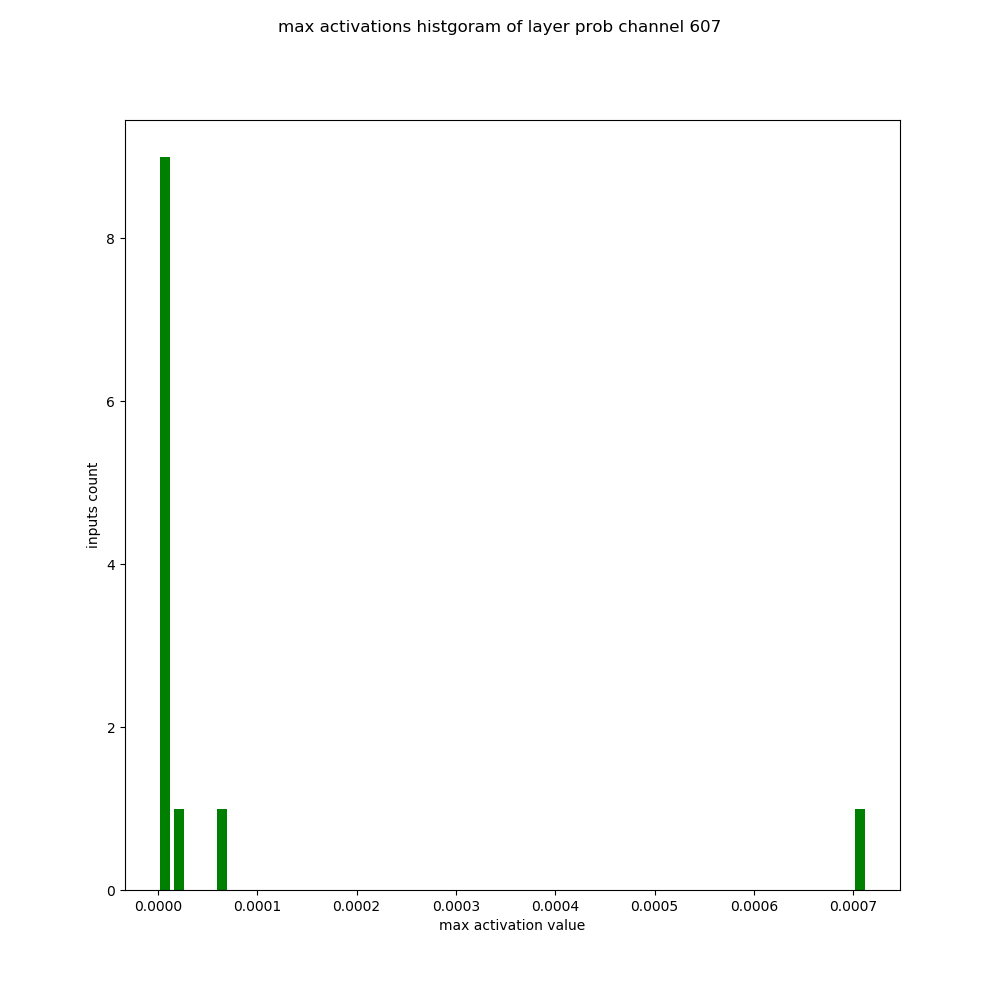 max activations histgoram of layer prob channel 607
8
6
4
2
0
inputs count
0.0000 0.0001 0.0002 0.0003 0.0004 0.0005 0.0006 0.0007
max activation value